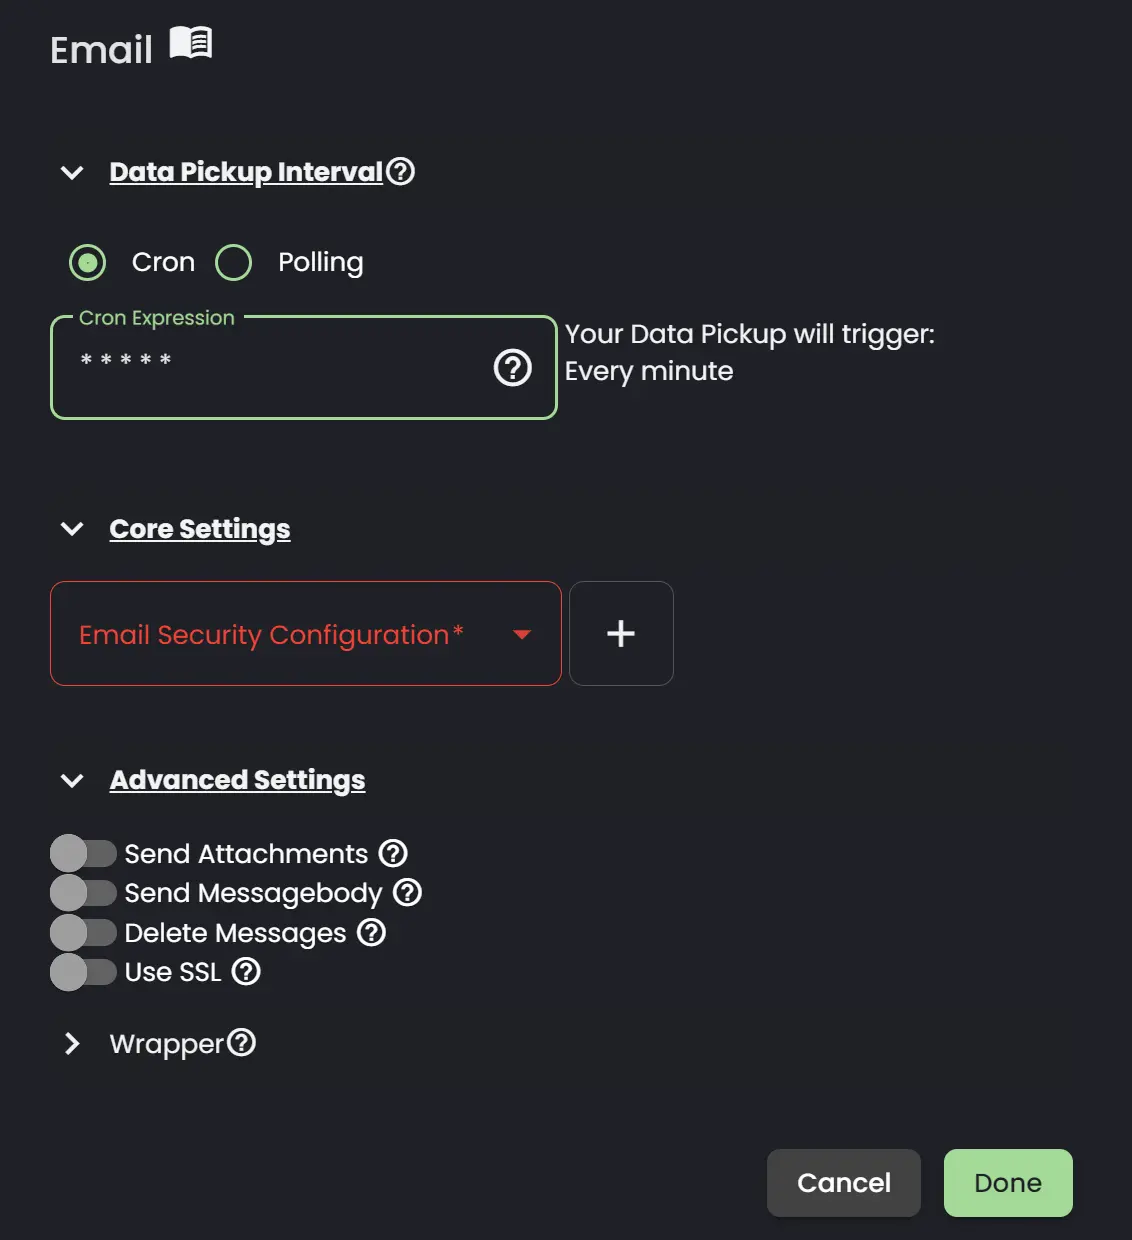 Email
Data Pickup Interval
Cron Polling
Cron Expression
* * * * *
Your Data Pickup will trigger:
Every minute
Core Settings
Email Security Configuration*
+
Advanced Settings
Send Attachments
Send Messagebody
Delete Messages
Use SSL
Wrapper
Cancel Done